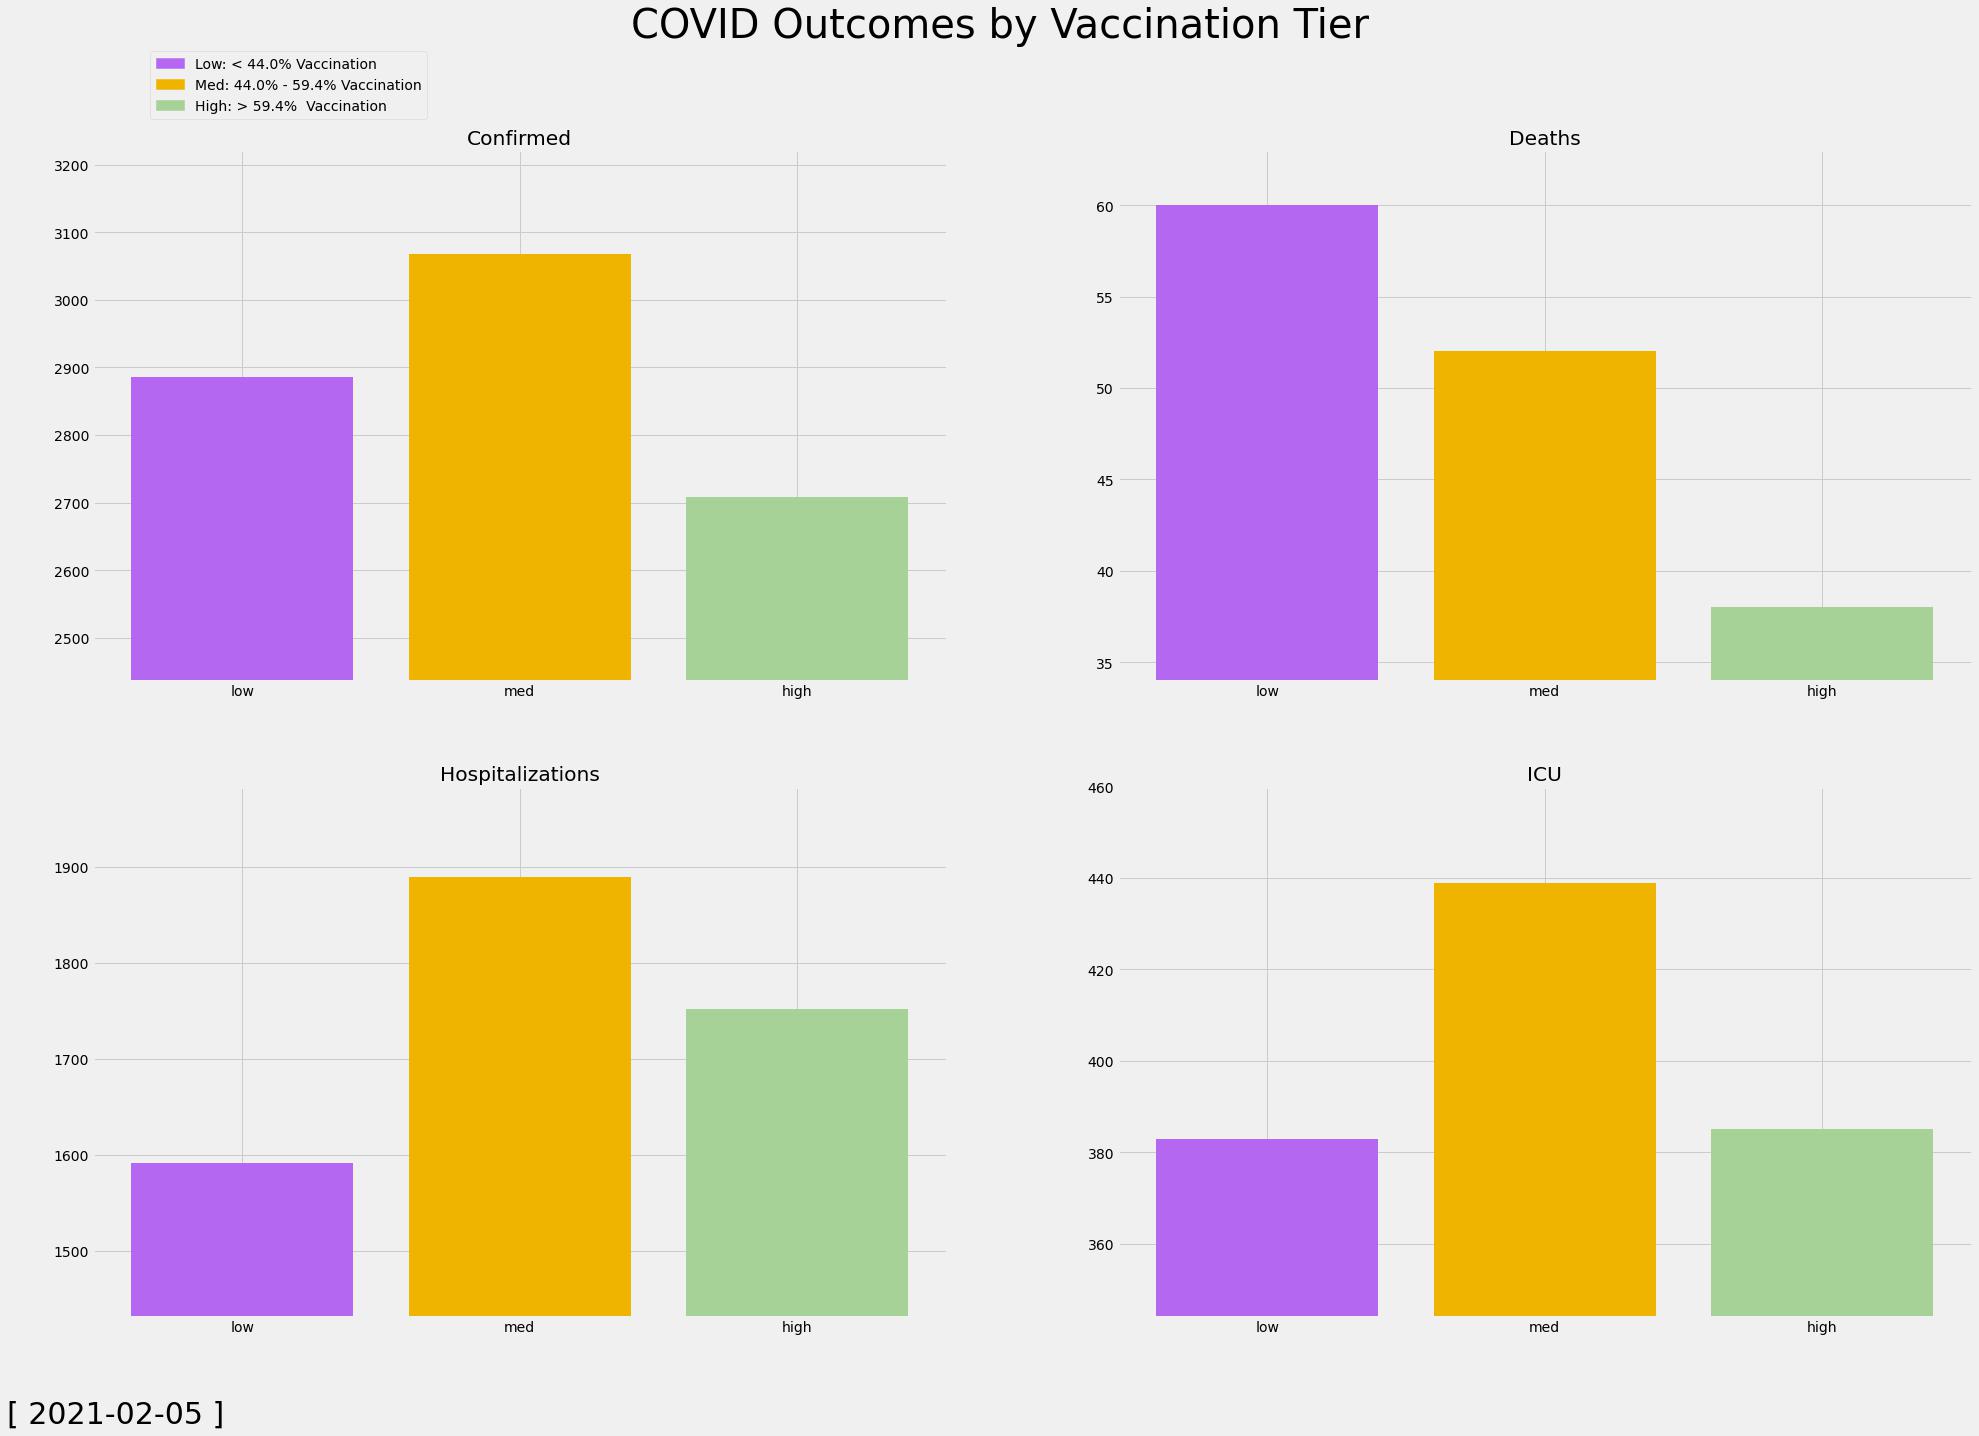 COVID Outcomes by Vaccination Tier
Low: < 44.0% Vaccination
Med: 44.0% - 59.4% Vaccination
High: > 59.4%  Vaccination
Confirmed
3200
3100
3000
2900
2800
2700
2600
2500
low med high
Deaths
60
55
50
45
40
35
low med high
Hospitalizations
1900
1800
1700
1600
1500
low med high
ICU
460
440
420
400
380
360
low med high
[ 2021-02-05 ]